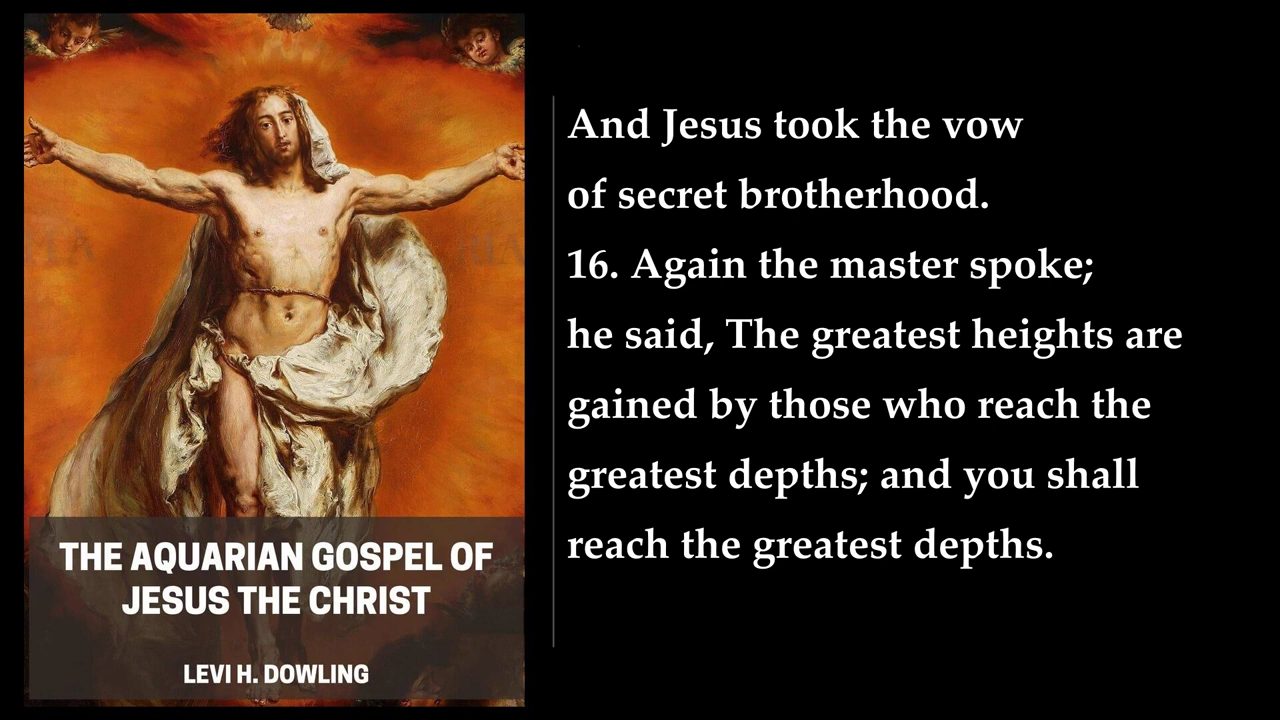 And Jesus took the vow
of secret brotherhood.
16. Again the master spoke;
he said, The greatest heights are
gained by those who reach the
greatest depths; and you shall
reach the greatest depths.
THE AQUARIAN GOSPEL OF
JESUS THE CHRIST
LEVI H. DOWLING